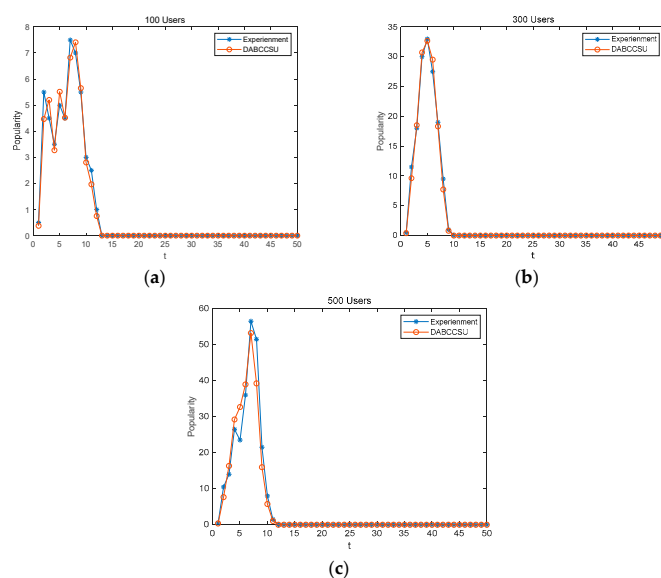 100 Users
8
7
6
5
4
3
2
1
0
Popularity
0 5 10 15 20 25 30 35 40 45 50
t
Experienment
DABCCSU
(a)
300 Users
35
30
25
20
15
10
5
0
Popularity
0 5 10 15 20 25 30 35 40 45
t
Experienment
DABCCSU
(b)
500 Users
60
50
40
30
20
10
0
Popularity
0 5 10 15 20 25 30 35 40 45 50
t
Experienment
DABCCSU
(c)